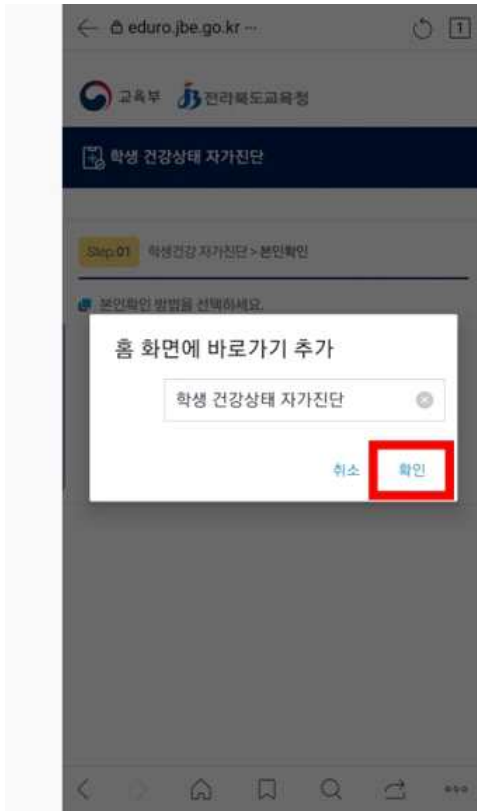 eduro.jbe.go.kr ...
1
교육부 전라북도교육청
학생 건강상태 자가진단
Step.01 학생건강 자가진단 > 본인확인
본인확인 방법을 선택하세요.
홈 화면에 바로가기 추가
학생 건강상태 자가진단
취소 확인